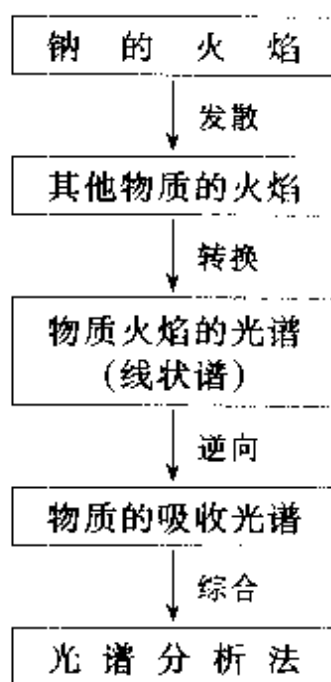 钠的火焰
发散
其他物质的火焰
转换
物质火焰的光谱
(线状谱)
逆向
物质的吸收光谱
综合
光谱分析法